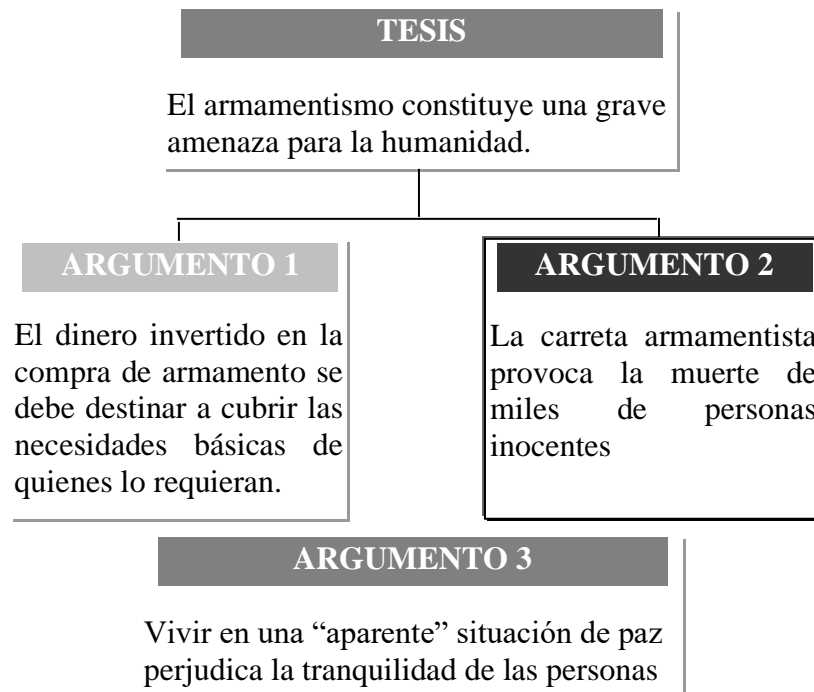 TESIS
El armamentismo constituye una grave
amenaza para la humanidad.
ARGUMENTO 1
El dinero invertido en la
compra de armamento se
debe destinar a cubrir las
necesidades básicas de
quienes lo requieran.
ARGUMENTO 2
La carreta armamentista
provoca la muerte de
miles de personas
inocentes
ARGUMENTO 3
Vivir en una “aparente” situación de paz
perjudica la tranquilidad de las personas